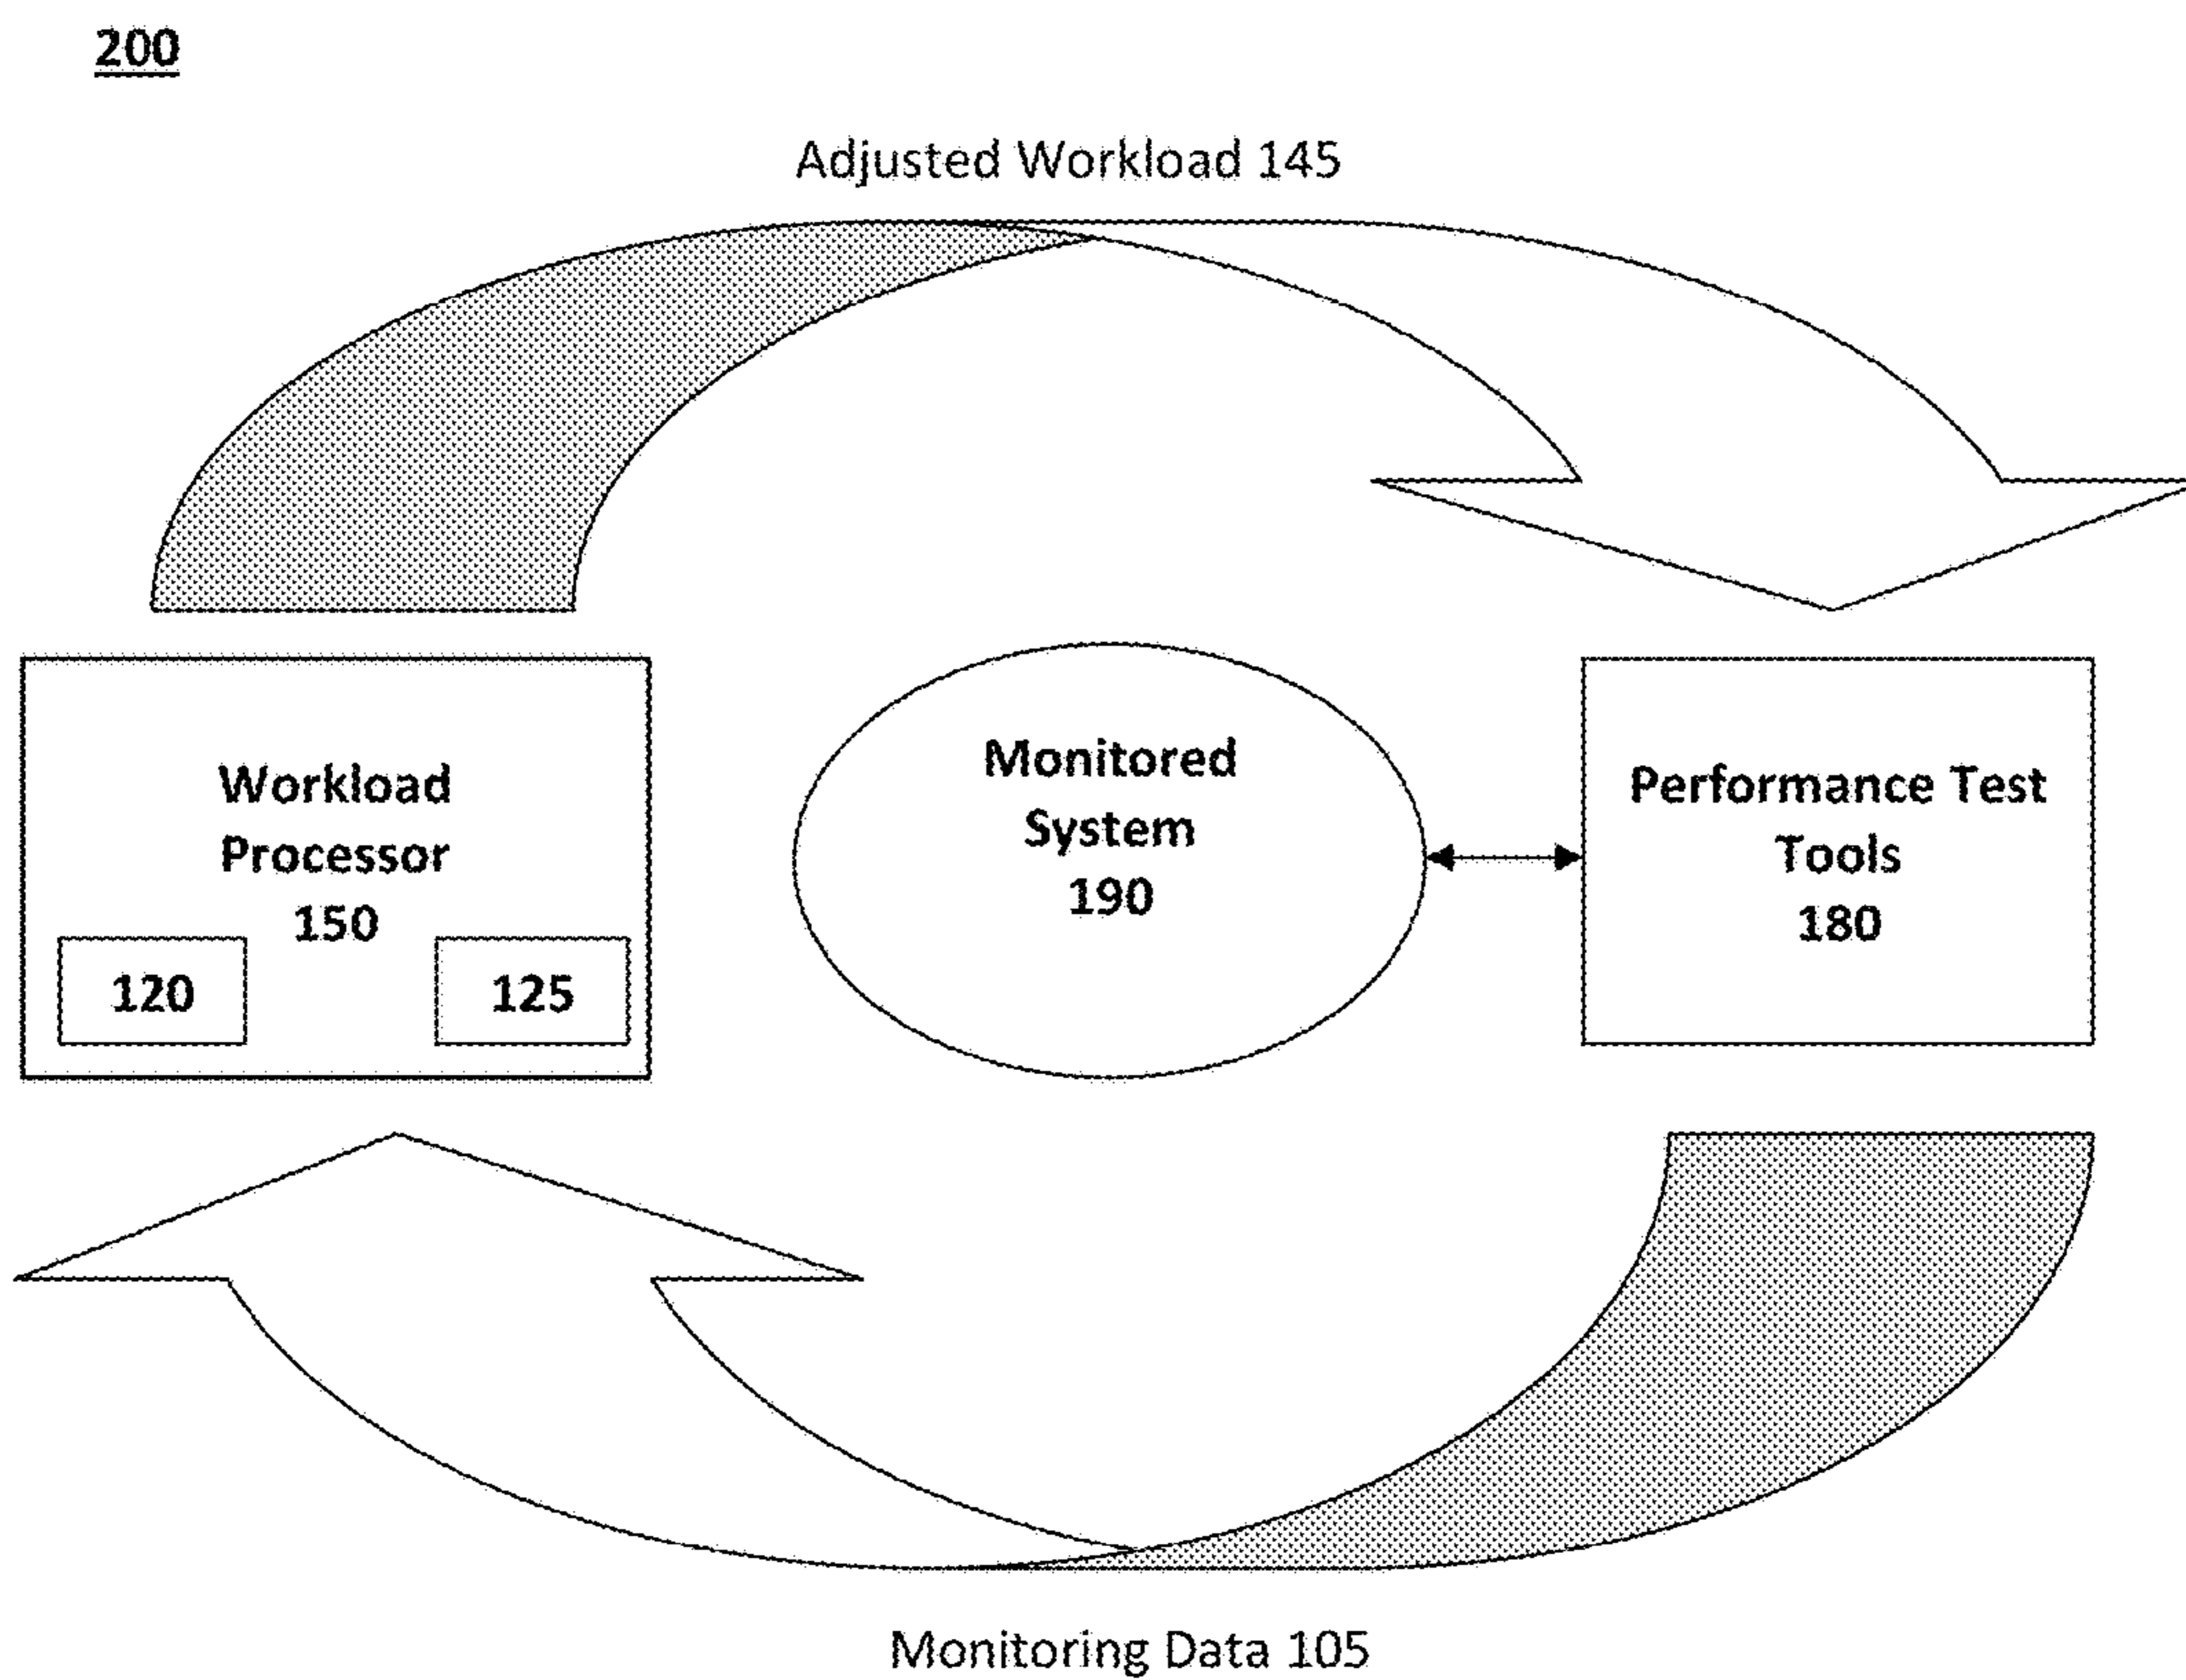 200
Adjusted Workload 145
Workload
Processor
150
120
125
Monitored
System
190
Performance Test
Tools
180
Monitoring Data 105